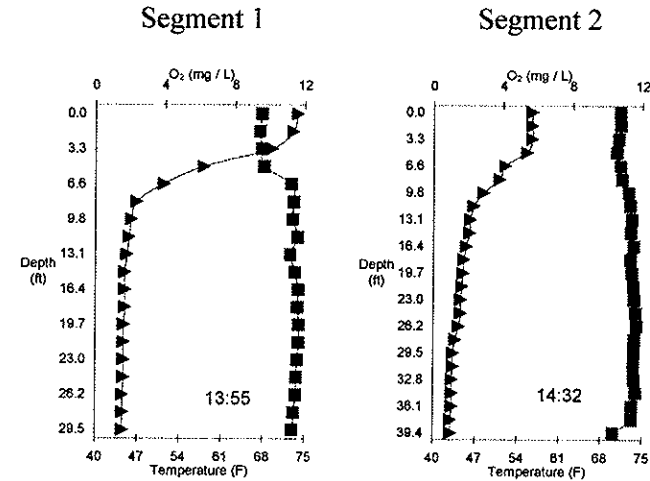 Segment 1
O₂ (mg / L)
0 4 8 12
0.0
3.3
6.6
9.8
13.1
Depth
(ft)
16.4
19.7
23.0
26.2
29.5
13:55
40 47 54 61 68 75
Temperature (F)
Segment 2
O₂ (mg / L)
0 4 8 12
0.0
3.3
6.6
9.8
13.1
16.4
Depth
(ft)
19.7
23.0
26.2
29.5
32.8
36.1
39.4
14:32
40 47 54 61 68 75
Temperature (F)